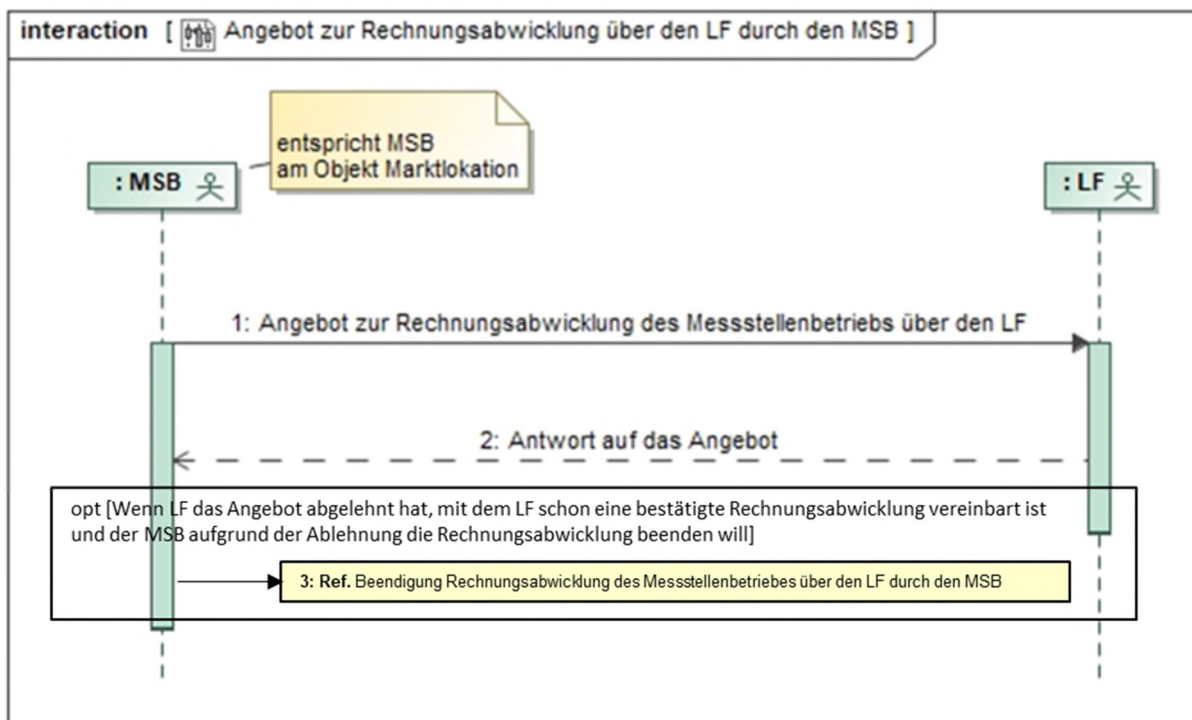 interaction [ Angebot zur Rechnungsabwicklung über den LF durch den MSB ]
entspricht MSB
am Objekt Marktlokation
: MSB
: LF
1: Angebot zur Rechnungsabwicklung des Messstellenbetriebs über den LF
2: Antwort auf das Angebot
opt [Wenn LF das Angebot abgelehnt hat, mit dem LF schon eine bestätigte Rechnungsabwicklung vereinbart ist
und der MSB aufgrund der Ablehnung die Rechnungsabwicklung beenden will]
3: Ref. Beendigung Rechnungsabwicklung des Messstellenbetriebes über den LF durch den MSB